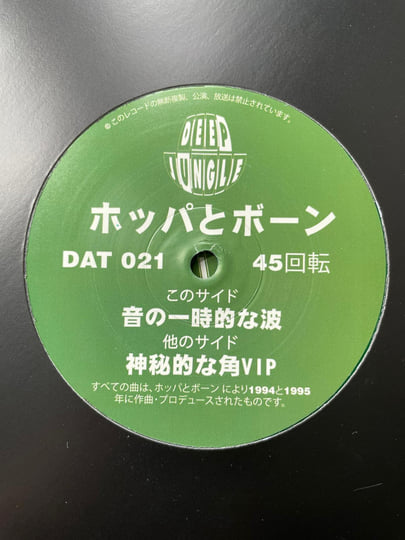 ℗このレコードの無断複製、公演、放送は禁止されています。
DEEP
JUNGLE
ホッパとボーン
DAT 021 45回転
このサイド
音の一時的な波
他のサイド
神秘的な角VIP
すべての曲は、ホッパとボーン により1994と1995
年に作曲・プロデュースされたものです。